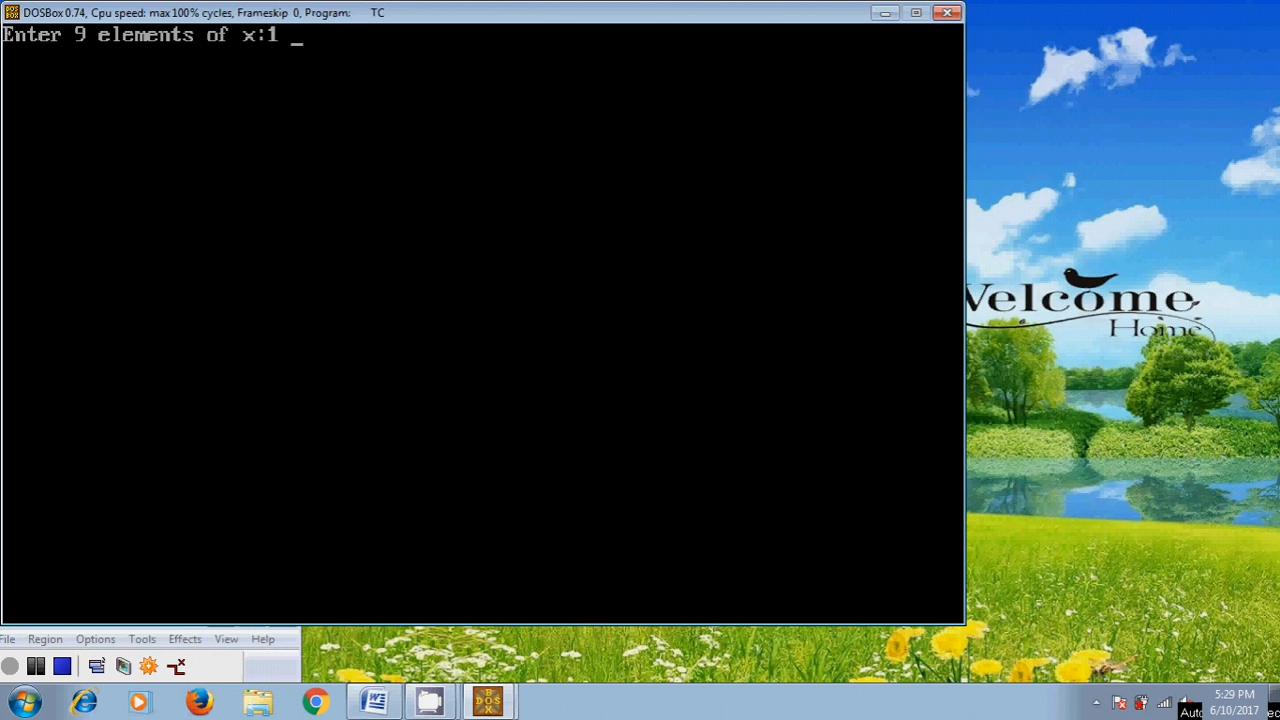 DOSBox 0.74, Cpu speed: max 100% cycles, Frameskip 0, Program: TC
Enter 9 elements of x:1 _
Welcome
Home
File Region Options Tools Effects View Help
5:29 PM
6/10/2017